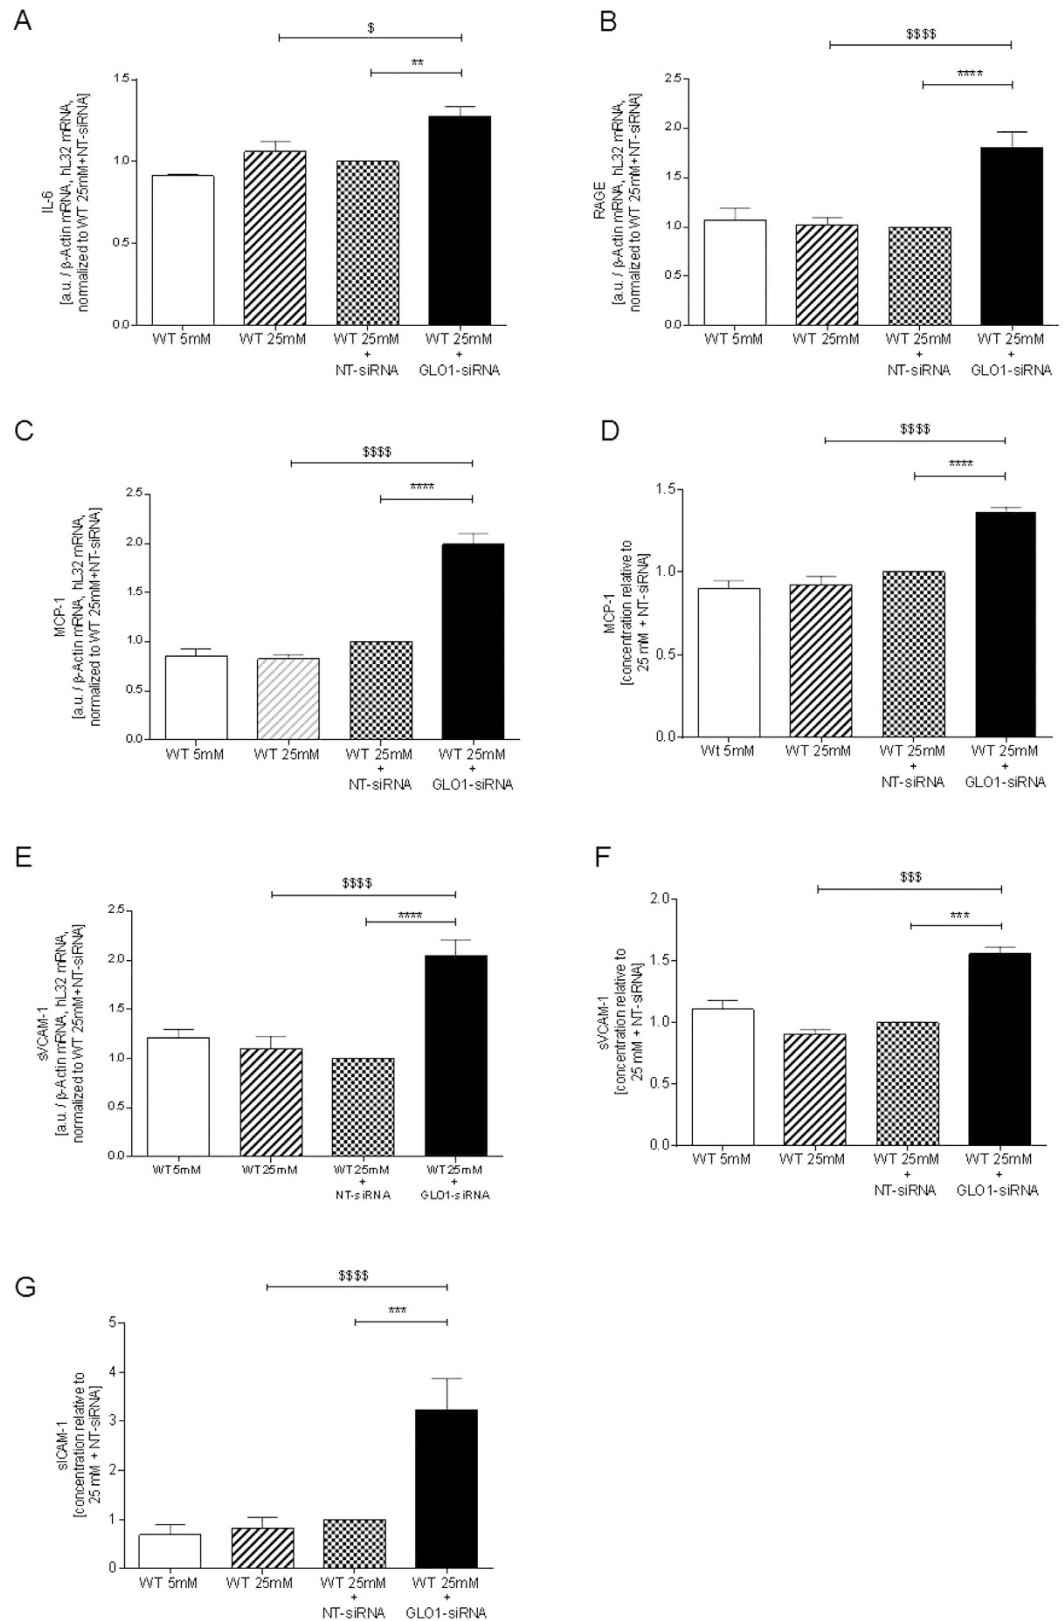 A
$
**
IL-6
[a.u. / β-Actin mRNA, hL32 mRNA,
normalized to WT 25mM+NT-siRNA]
1.5
1.0
0.5
0.0
WT 5mM
WT 25mM
WT 25mM
+
NT-siRNA
WT 25mM
+
GLO1-siRNA
B
$$$$
****
RAGE
[a.u. / β-Actin mRNA, hL32 mRNA,
normalized to WT 25mM+NT-siRNA]
2.5
2.0
1.5
1.0
0.5
0.0
WT 5mM
WT 25mM
WT 25mM
+
NT-siRNA
WT 25mM
+
GLO1-siRNA
C
$$$$
****
MCP-1
[a.u. / β-Actin mRNA, hL32 mRNA,
normalized to WT 25mM+NT-siRNA]
2.5
2.0
1.5
1.0
0.5
0.0
WT 5mM
WT 25mM
WT 25mM
+
NT-siRNA
WT 25mM
+
GLO1-siRNA
D
$$$$
****
MCP-1
[concentration relative to
25 mM + NT-siRNA]
1.5
1.0
0.5
0.0
Wt 5mM
WT 25mM
WT 25mM
+
NT-siRNA
WT 25mM
+
GLO1-siRNA
E
$$$$
****
sVCAM-1
[a.u. / β-Actin mRNA, hL32 mRNA,
normalized to WT 25mM+NT-siRNA]
2.5
2.0
1.5
1.0
0.5
0.0
WT 5mM
WT 25mM
WT 25mM
+
NT-siRNA
WT 25mM
+
GLO1-siRNA
F
$$$
***
sVCAM-1
[concentration relative to
25 mM + NT-siRNA]
2.0
1.5
1.0
0.5
0.0
WT 5mM
WT 25mM
WT 25mM
+
NT-siRNA
WT 25mM
+
GLO1-siRNA
G
$$$$
***
sICAM-1
[concentration relative to
25 mM + NT-siRNA]
5
4
3
2
1
0
WT 5mM
WT 25mM
WT 25mM
+
NT-siRNA
WT 25mM
+
GLO1-siRNA